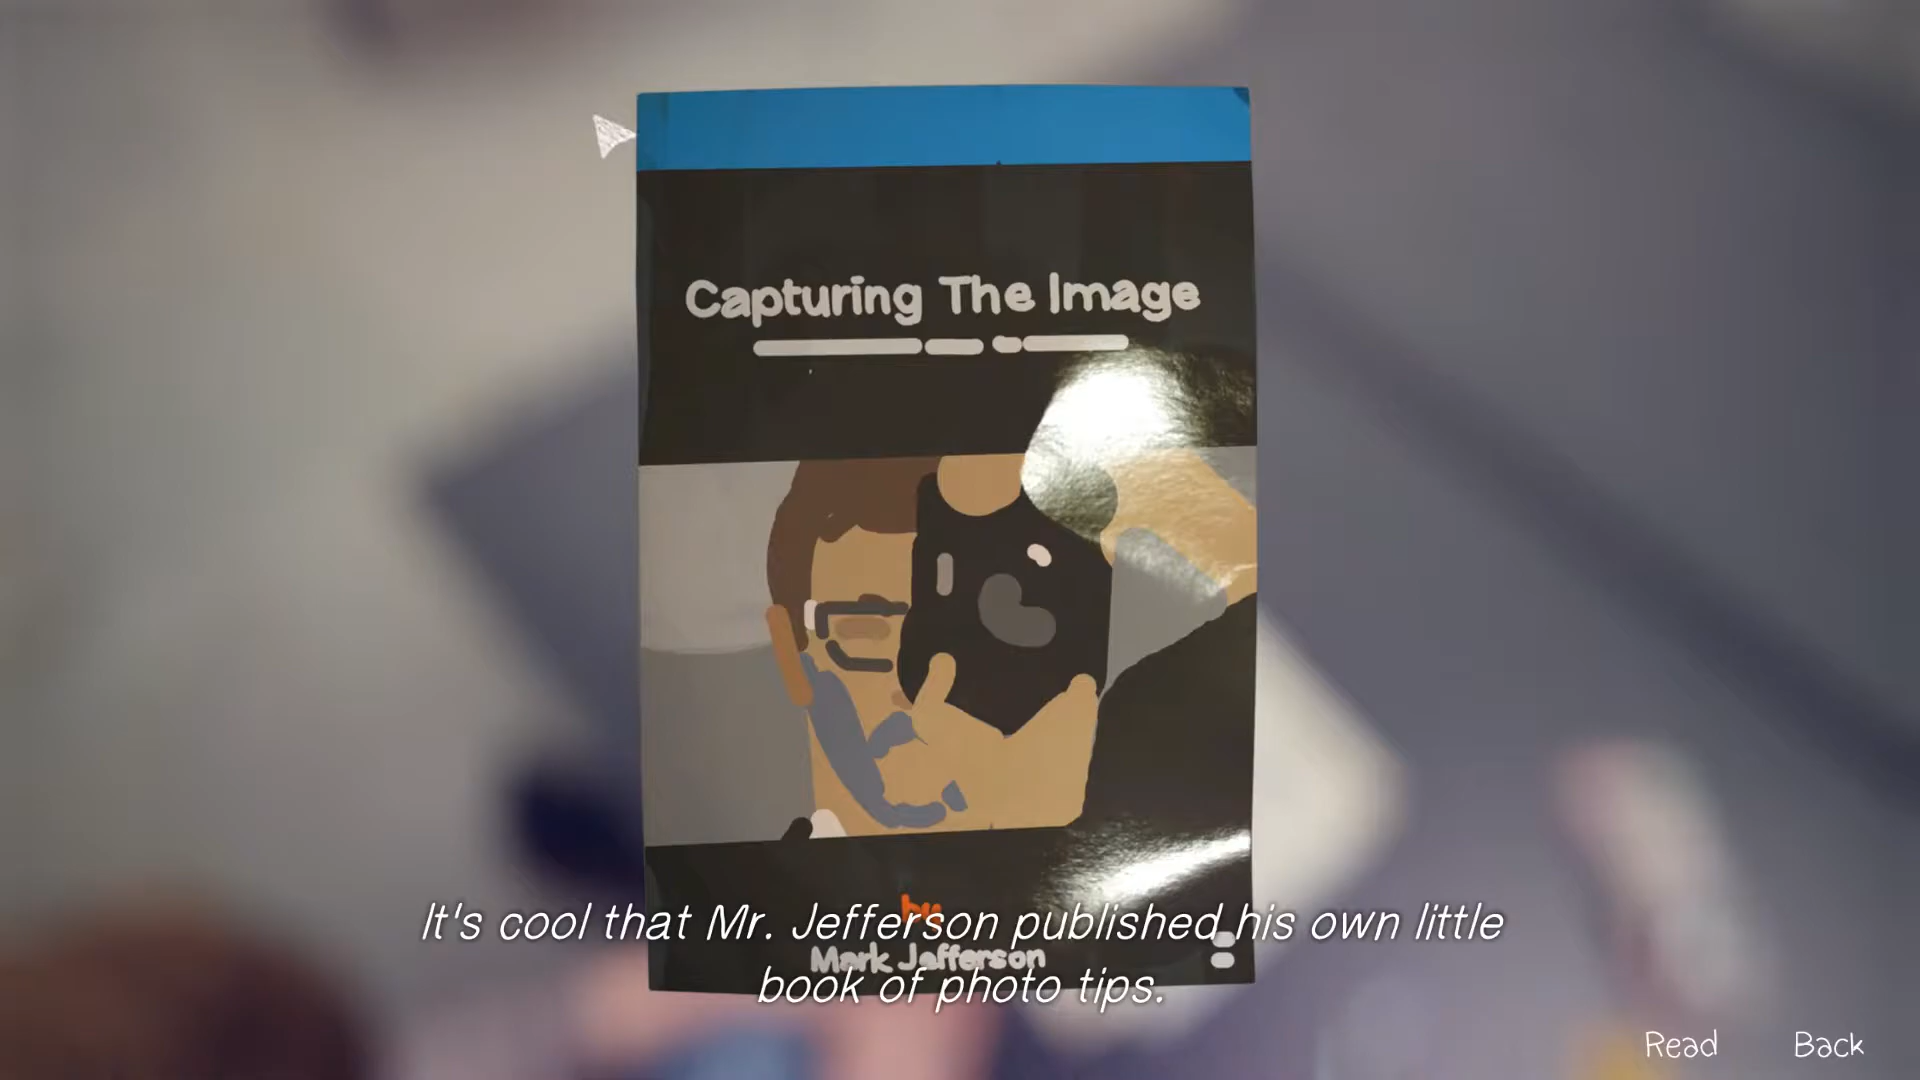 Capturing The Image
by
It's cool that Mr. Jefferson published his own little
Mark Jefferson
book of photo tips.
Read Back